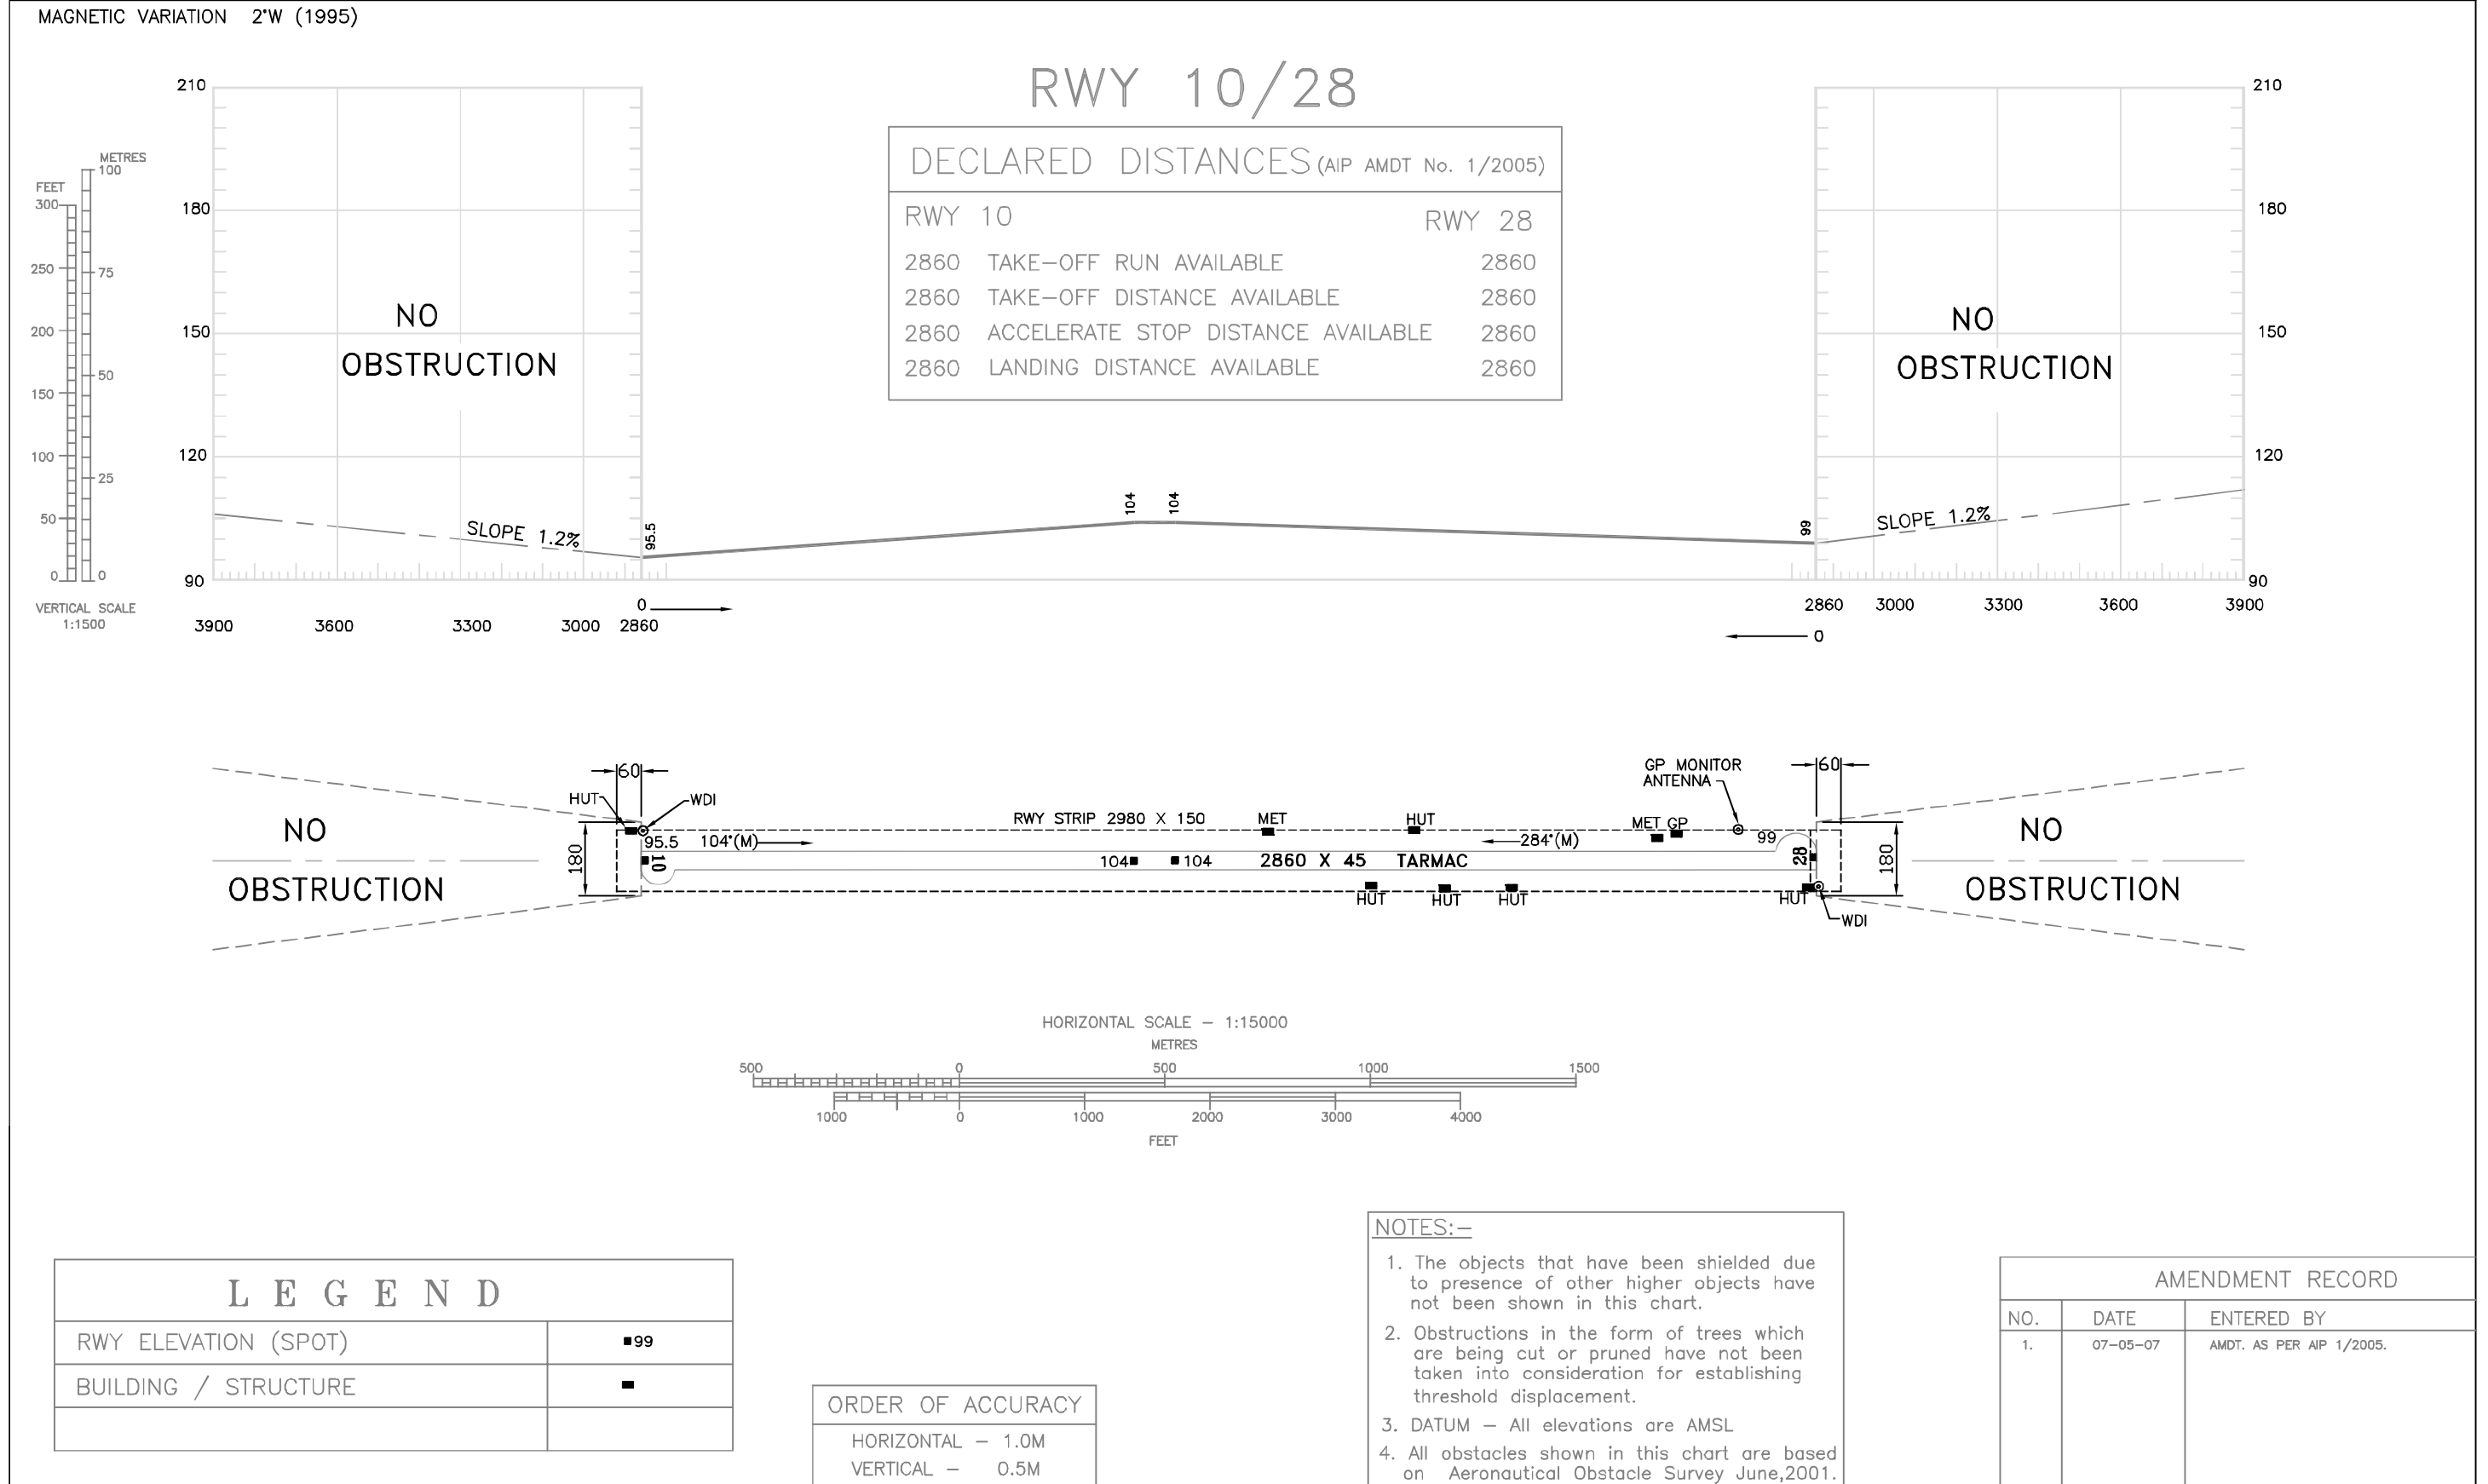 MAGNETIC VARIATION 2°W (1995)
RWY 10/28
DECLARED DISTANCES (AIP AMDT No. 1/2005)
RWY 10 RWY 28
2860 TAKE-OFF RUN AVAILABLE 2860
2860 TAKE-OFF DISTANCE AVAILABLE 2860
2860 ACCELERATE STOP DISTANCE AVAILABLE 2860
2860 LANDING DISTANCE AVAILABLE 2860
METRES
100
75
50
25
0
FEET
300
250
200
150
100
50
0
VERTICAL SCALE
1:1500
210
180
150
120
90
NO
OBSTRUCTION
SLOPE 1.2%
95.5
104 104
99
SLOPE 1.2%
NO
OBSTRUCTION
210
180
150
120
90
0
3900 3600 3300 3000 2860
2860 3000 3300 3600 3900
0
60
HUT
WDI
NO
OBSTRUCTION
180
95.5
10
104°(M)
RWY STRIP 2980 X 150
MET
HUT
284°(M)
GP MONITOR
ANTENNA
MET GP
99
60
104 104
2860 X 45 TARMAC
28
180
HUT HUT HUT HUT
WDI
NO
OBSTRUCTION
HORIZONTAL SCALE - 1:15000
METRES
500 0 500 1000 1500
1000 0 1000 2000 3000 4000
FEET
LEGEND
RWY ELEVATION (SPOT) 99
BUILDING / STRUCTURE
ORDER OF ACCURACY
HORIZONTAL - 1.0M
VERTICAL - 0.5M
NOTES:-
1. The objects that have been shielded due
to presence of other higher objects have
not been shown in this chart.
2. Obstructions in the form of trees which
are being cut or pruned have not been
taken into consideration for establishing
threshold displacement.
3. DATUM - All elevations are AMSL
4. All obstacles shown in this chart are based
on Aeronautical Obstacle Survey June,2001.
AMENDMENT RECORD
NO. DATE ENTERED BY
1. 07-05-07 AMDT. AS PER AIP 1/2005.